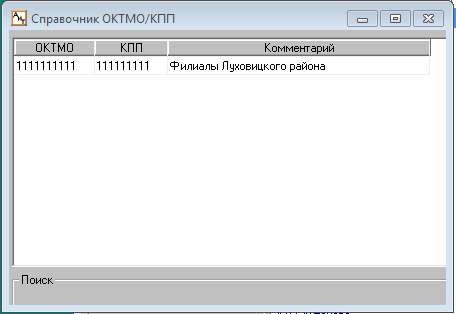 Справочник ОКТМО/КПП
ОКТМО КПП Комментарий
1111111111 111111111 Филиалы Луховицкого района
Поиск